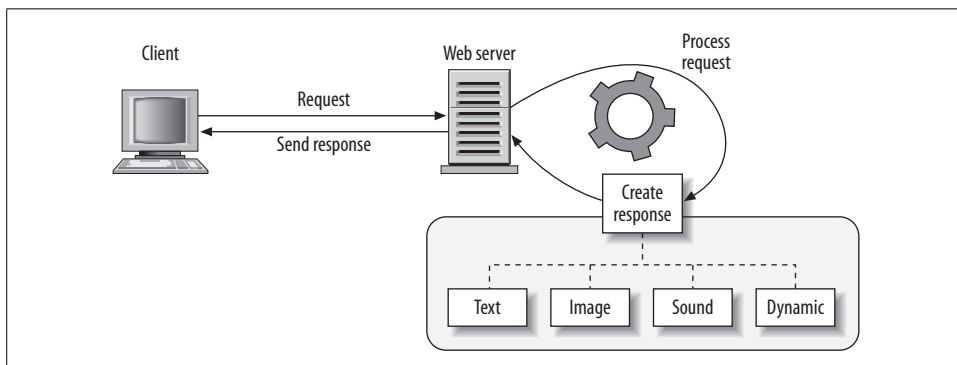 Client
Web server
Process
request
Request
Send response
Create
response
Text
Image
Sound
Dynamic